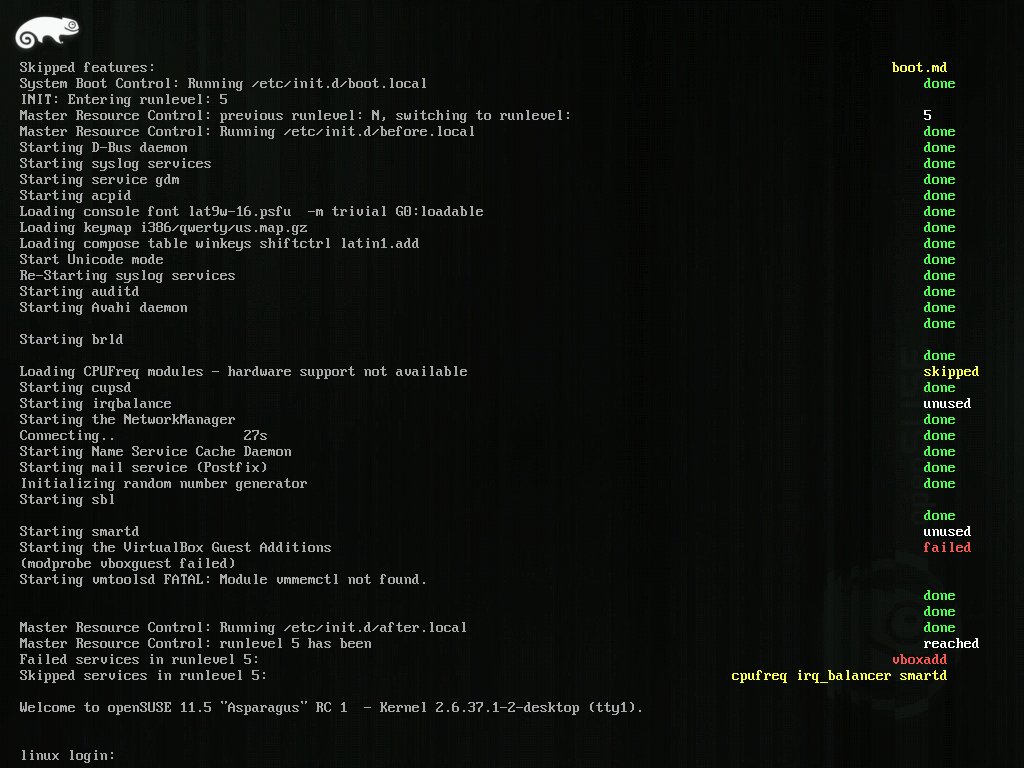 Skipped features: boot.md
System Boot Control: Running /etc/init.d/boot.local done
INIT: Entering runlevel: 5
Master Resource Control: previous runlevel: N, switching to runlevel: 5
Master Resource Control: Running /etc/init.d/before.local done
Starting D-Bus daemon done
Starting syslog services done
Starting service gdm done
Starting acpid done
Loading console font lat9w-16.psfu  -m trivial G0:loadable done
Loading keymap i386/qwerty/us.map.gz done
Loading compose table winkeys shiftctrl latin1.add done
Start Unicode mode done
Re-Starting syslog services done
Starting auditd done
Starting Avahi daemon done
done
Starting brld
done
Loading CPUFreq modules - hardware support not available skipped
Starting cupsd done
Starting irqbalance unused
Starting the NetworkManager done
Connecting.. 27s done
Starting Name Service Cache Daemon done
Starting mail service (Postfix) done
Initializing random number generator done
Starting sbl
done
Starting smartd unused
Starting the VirtualBox Guest Additions failed
(modprobe vboxguest failed)
Starting vmtoolsd FATAL: Module vmmemctl not found.
done
done
Master Resource Control: Running /etc/init.d/after.local done
Master Resource Control: runlevel 5 has been reached
Failed services in runlevel 5: vboxadd
Skipped services in runlevel 5: cpufreq irq_balancer smartd
Welcome to openSUSE 11.5 "Asparagus" RC 1  - Kernel 2.6.37.1-2-desktop (tty1).
linux login: